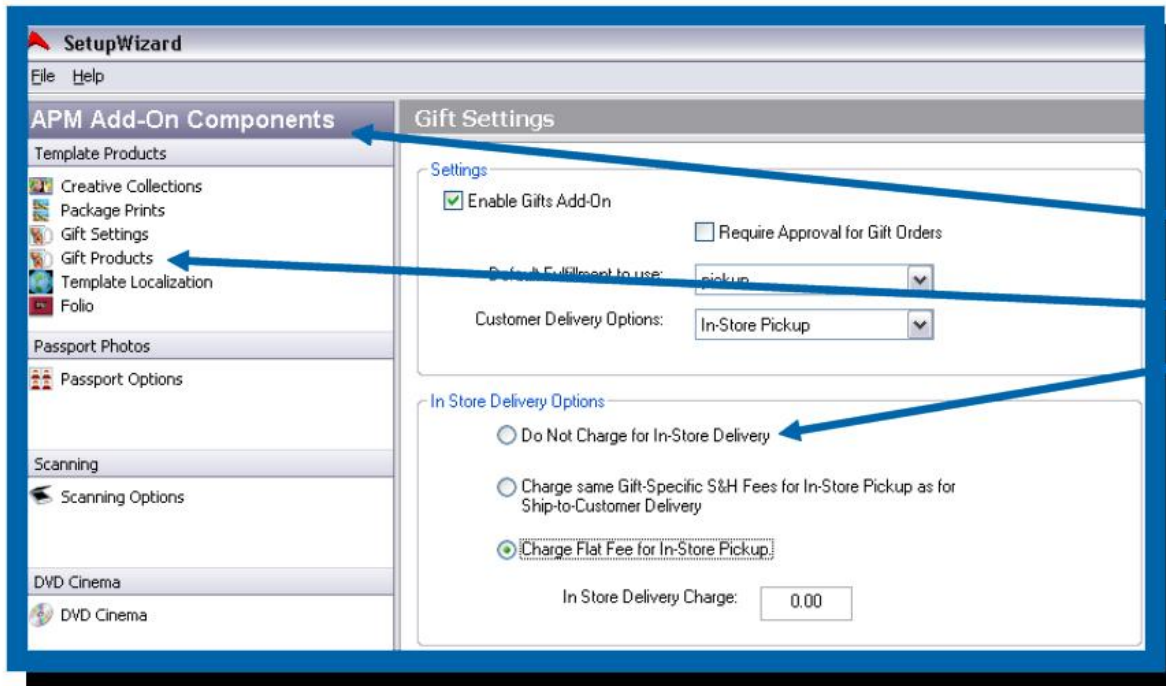 SetupWizard
File Help
APM Add-On Components
Template Products
Creative Collections
Package Prints
Gift Settings
Gift Products
Template Localization
Folio
Passport Photos
Passport Options
Scanning
Scanning Options
DVD Cinema
DVD Cinema
Gift Settings
Settings
Enable Gifts Add-On
Require Approval for Gift Orders
Default Fulfillment to use:
pickup
Customer Delivery Options:
In-Store Pickup
In Store Delivery Options
Do Not Charge for In-Store Delivery
Charge same Gift-Specific S&H Fees for In-Store Pickup as for
Ship-to-Customer Delivery
Charge Flat Fee for In-Store Pickup.
In Store Delivery Charge:
0.00